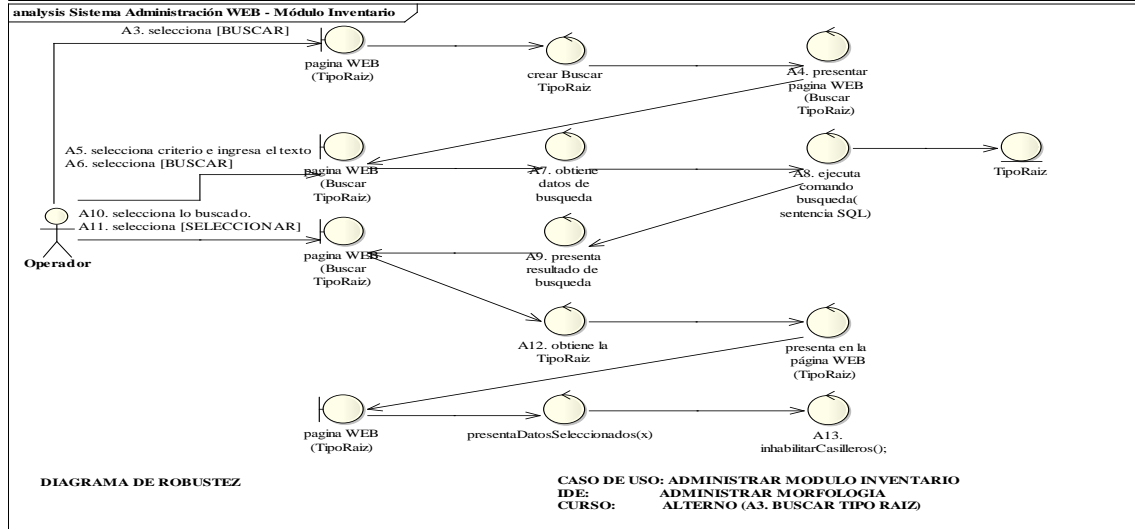 analysis Sistema Administración WEB - Módulo Inventario
A3. selecciona [BUSCAR]
pagina WEB
(TipoRaiz)
crear Buscar
TipoRaiz
A4. presentar
pagina WEB
(Buscar
TipoRaiz)
A5. selecciona criterio e ingresa el texto
A6. selecciona [BUSCAR]
pagina WEB
(Buscar
TipoRaiz)
A7. obtiene
datos de
busqueda
A8. ejecuta
comando
busqueda(
sentencia SQL)
TipoRaiz
A10. selecciona lo buscado.
A11. selecciona [SELECCIONAR]
Operador
pagina WEB
(Buscar
TipoRaiz)
A9. presenta
resultado de
busqueda
A12. obtiene la
TipoRaiz
presenta en la
página WEB
(TipoRaiz)
pagina WEB
(TipoRaiz)
presentaDatosSeleccionados(x)
A13.
inhabilitarCasilleros();
DIAGRAMA DE ROBUSTEZ
CASO DE USO: ADMINISTRAR MODULO INVENTARIO
IDE: ADMINISTRAR MORFOLOGIA
CURSO: ALTERNO (A3. BUSCAR TIPO RAIZ)